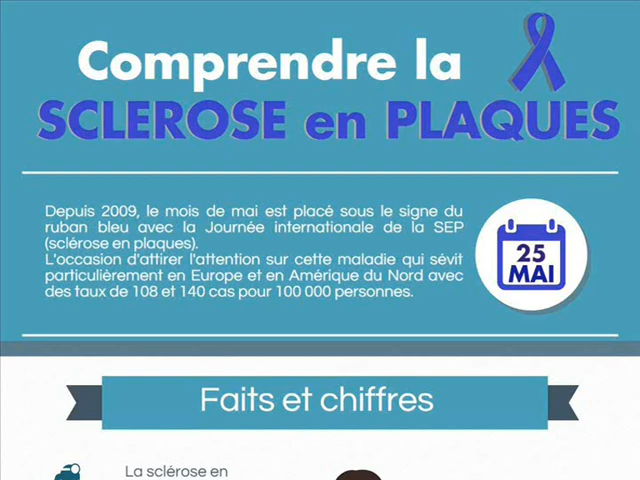 Comprendre la
SCLEROSE en PLAQUES
Depuis 2009, le mois de mai est placé sous le signe du
ruban bleu avec la Journée internationale de la SEP
(sclérose en plaques).
L'occasion d'attirer l'attention sur cette maladie qui sévit
particulièrement en Europe et en Amérique du Nord avec
des taux de 108 et 140 cas pour 100 000 personnes.
25
MAI
Faits et chiffres
La sclérose en